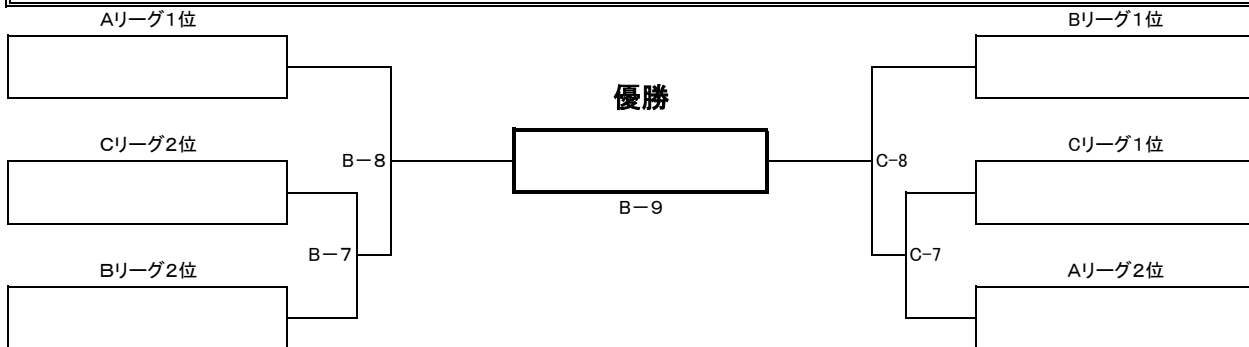 Aリーグ1位
Bリーグ1位
優勝
Cリーグ2位
Cリーグ1位
B－8
C-8
B－9
B－7
C-7
Bリーグ2位
Aリーグ2位